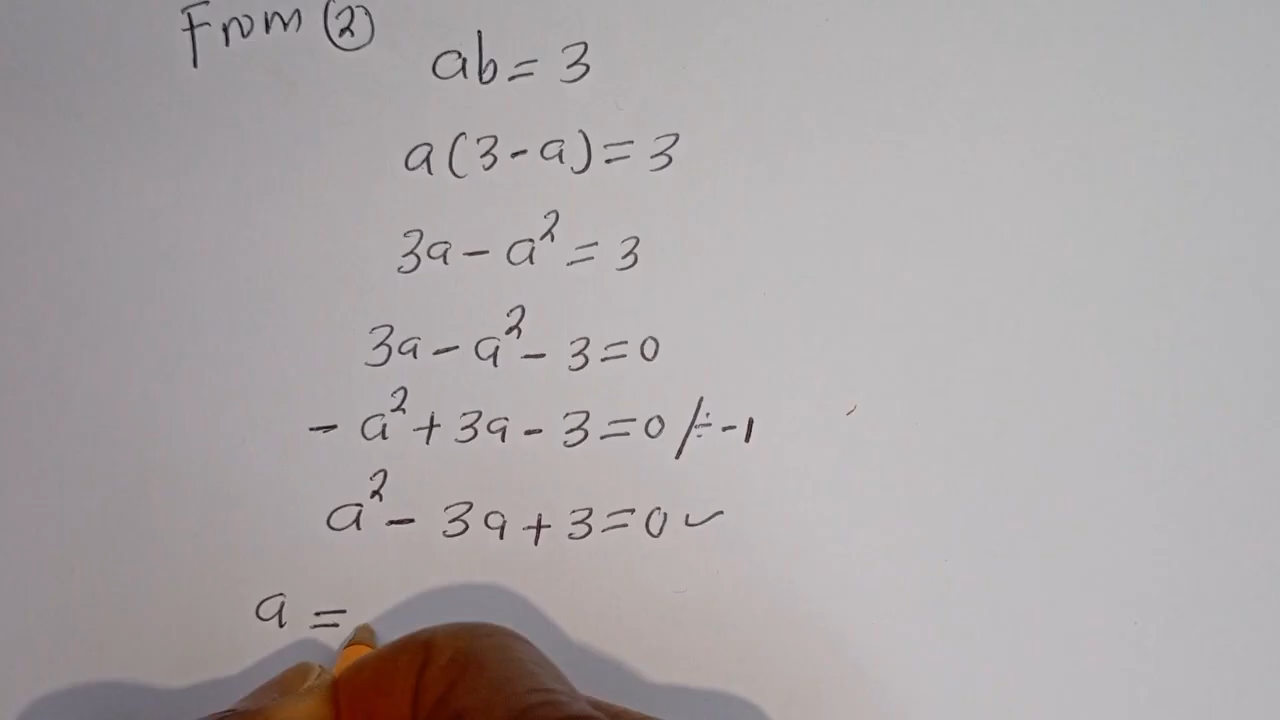 From ②
ab = 3
a(3-a) = 3
3a - a² = 3
3a - a² - 3 = 0
- a² + 3a - 3 = 0 /÷-1
a² - 3a + 3 = 0 ✓
a =